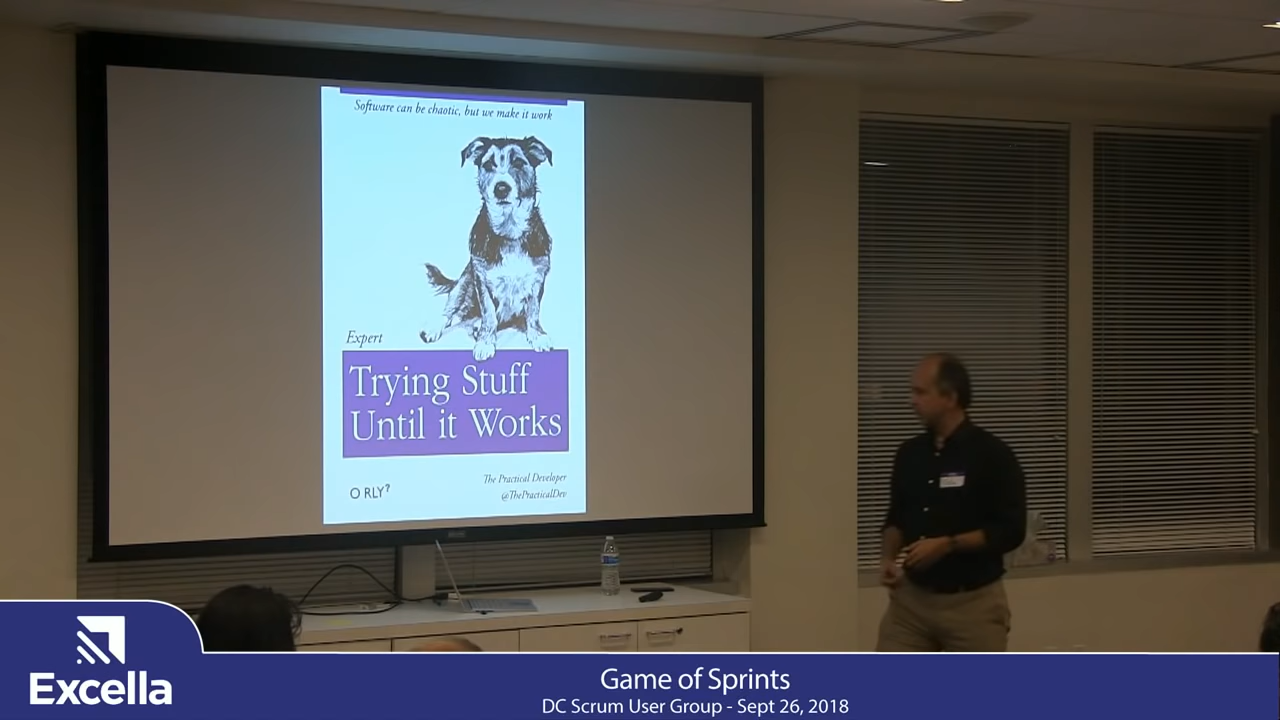 Software can be chaotic, but we make it work
Expert
Trying Stuff
Until it Works
The Practical Developer
O RLY?
@ThePracticalDev
Excella
Game of Sprints
DC Scrum User Group - Sept 26, 2018